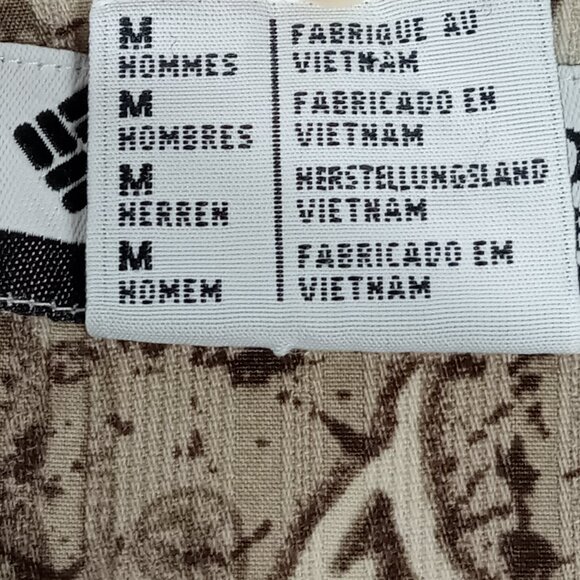 M
HOMMES
FABRIQUE AU
VIETNAM
M
HOMBRES
FABRICADO EN
VIETNAM
M
HERREN
HERSTELLUNGSLAND
VIETNAM
M
HOMEM
FABRICADO EM
VIETNAM